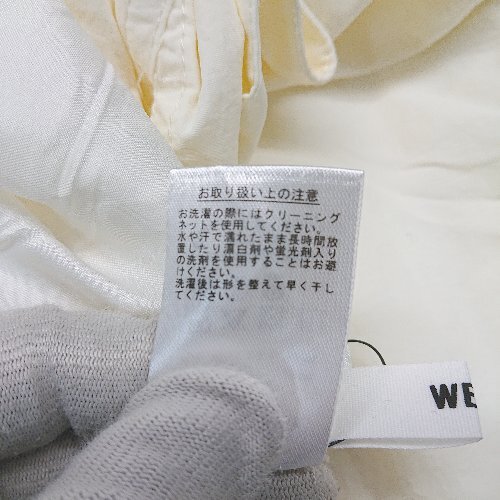 お取り扱い上の注意
お洗濯の際にはクリーニング
ネットを使用してください。
水や汗で濡れたまま長時間放
置したり漂白剤や蛍光剤入り
の洗剤を使用することはお避
けください。
洗濯後は形を整えて早く干し
てください。
WE